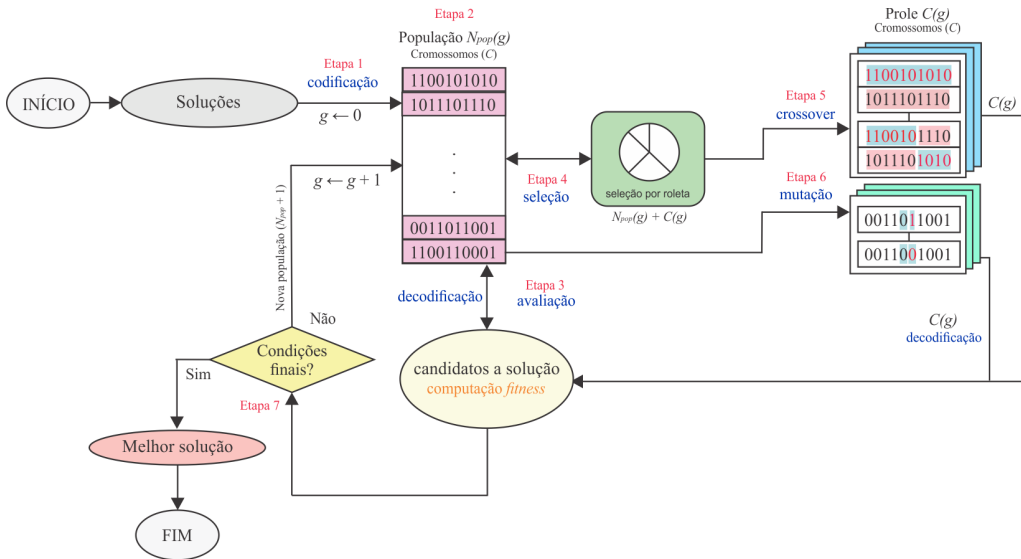 INÍCIO
Soluções
Etapa 1
codificação
g ← 0
Etapa 2
População Npop(g)
Cromossomos (C)
1100101010
1011101110
.
.
.
.
0011011001
1100110001
g ← g + 1
Nova população (Npop + 1)
Etapa 4
seleção
seleção por roleta
Npop(g) + C(g)
Etapa 5
crossover
Etapa 6
mutação
Prole C(g)
Cromossomos (C)
1100101010
1011101110
1100101110
1011101010
C(g)
0011011001
0011001001
C(g)
decodificação
decodificação
Etapa 3
avaliação
candidatos a solução
computação fitness
Etapa 7
Condições
finais?
Não
Sim
Melhor solução
FIM